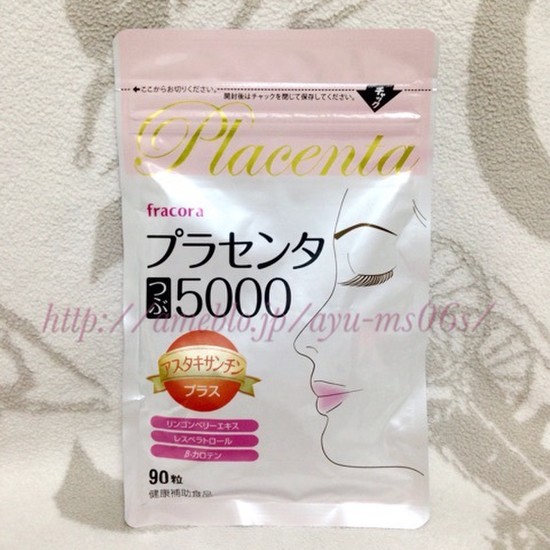 ←ここからお切りください。
開封後はチャックを閉じて保存してください。
チャック
Placenta
fracora
プラセンタ
つぶ5000
http://ameblo.jp/ayu-ms06s/
アスタキサンチン
プラス
リンゴンベリーエキス
レスベラトロール
β-カロテン
90粒
健康補助食品